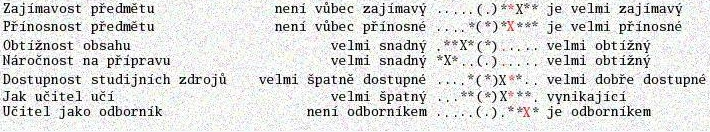 Zajímavost předmětu není vůbec zajímavý .....(.)**X** je velmi zajímavý
Přínosnost předmětu není vůbec přínosné ....*(*)*X*** je velmi přínosné
Obtížnost obsahu velmi snadný .**X*(*)..... velmi obtížný
Náročnost na přípravu velmi snadný *X*..(.)..... velmi obtížný
Dostupnost studijních zdrojů velmi špatně dostupné ....*(*)X**.. velmi dobře dostupné
Jak učitel učí velmi špatný ...**(*)X***. vynikající
Učitel jako odborník není odborníkem .....(.).**X* je odborníkem